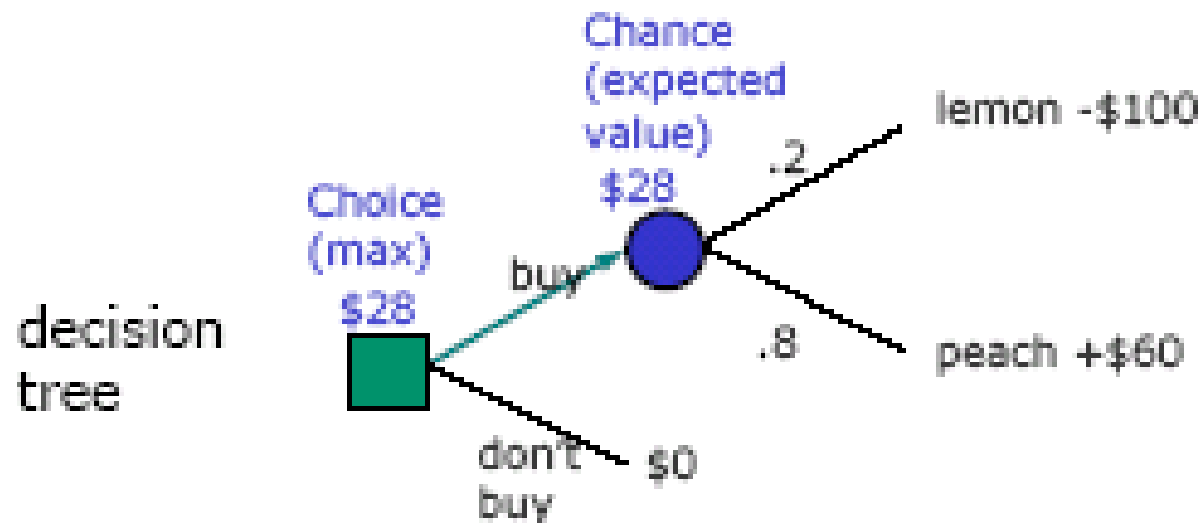 Chance
(expected
value)
$28
lemon -$100
.2
Choice
(max)
$28
buy
decision
tree
.8
peach +$60
don't
buy
$0